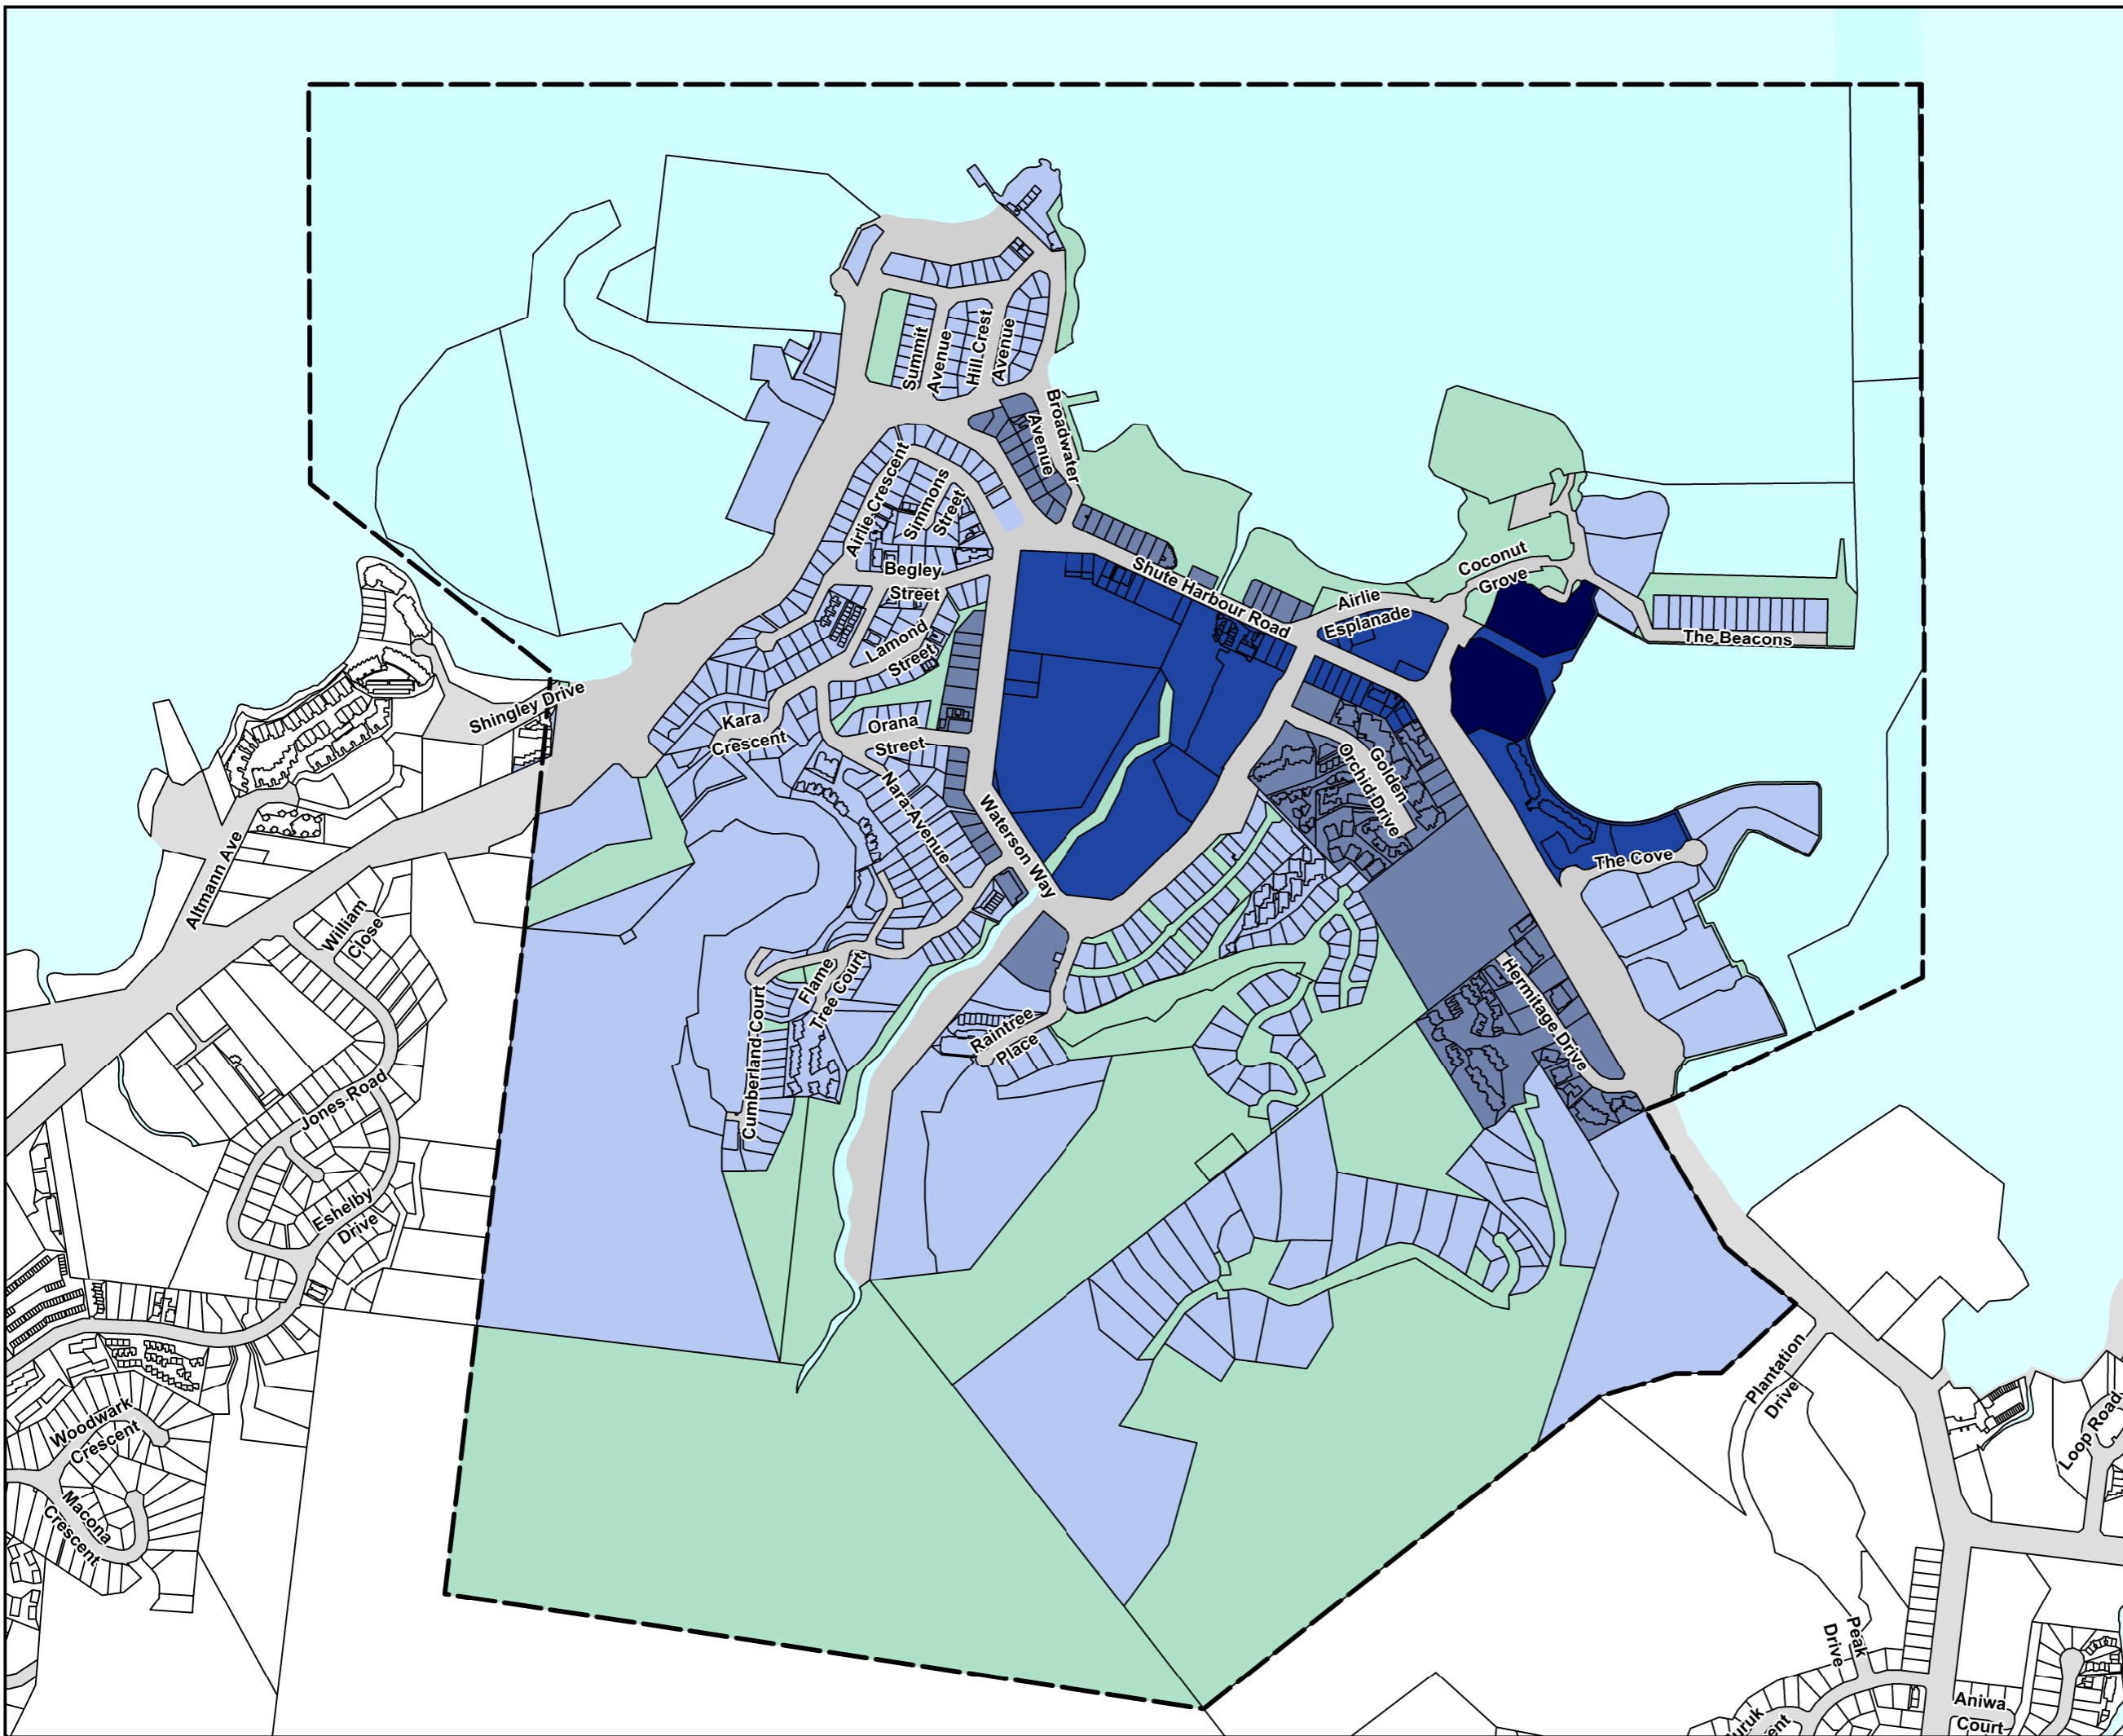 Summit
Avenue
Hill Crest
Avenue
Broadwater
Avenue
Airlie Crescent
Simmons
Street
Begley
Street
Lamond
Street
Shute Harbour Road
Airlie
Esplanade
Coconut
Grove
The Beacons
Shingley Drive
Kara
Crescent
Orana
Street
Nara Avenue
Waterson Way
Golden
Orchid Drive
The Cove
Altmann Ave
William
Close
Flame
Tree Court
Cumberland Court
Raintree
Place
Hermitage Drive
Jones Road
Eshelby
Drive
Woodwark
Crescent
Macona
Crescent
Plantation
Drive
Loop Road
Peak
Drive
Aniwa
Court